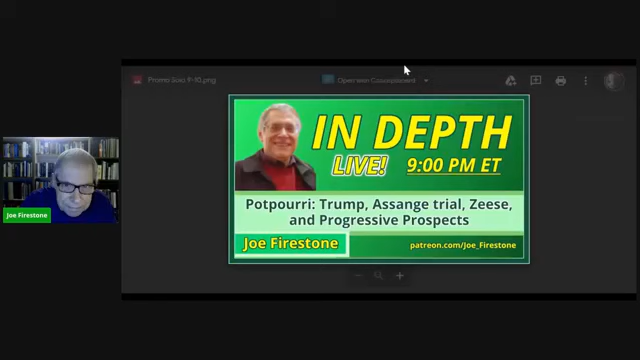 Promo Solo 9-10.png
IN DEPTH
LIVE! 9:00 PM ET
Potpourri: Trump, Assange trial, Zeese,
and Progressive Prospects
Joe Firestone
patreon.com/Joe_Firestone
Joe Firestone